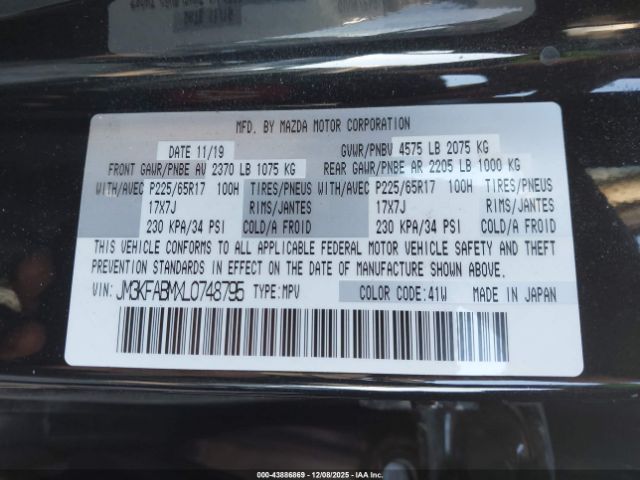 MFD. BY MAZDA MOTOR CORPORATION
DATE 11/19 GVWR/PNBV 4575 LB 2075 KG
FRONT GAWR/PNBE AV 2370 LB 1075 KG REAR GAWR/PNBE AR 2205 LB 1000 KG
WITH/AVEC P225/65R17 100H TIRES/PNEUS WITH/AVEC P225/65R17 100H TIRES/PNEUS
17X7J RIMS/JANTES 17X7J RIMS/JANTES
230 KPA/34 PSI COLD/A FROID 230 KPA/34 PSI COLD/A FROID
THIS VEHICLE CONFORMS TO ALL APPLICABLE FEDERAL MOTOR VEHICLE SAFETY AND THEFT
PREVENTION STANDARDS IN EFFECT ON THE DATE OF MANUFACTURE SHOWN ABOVE.
VIN: JM3KFABMXL0748795 TYPE:MPV COLOR CODE:41W MADE IN JAPAN
000-43886869 12/08/2025 IAA Inc.